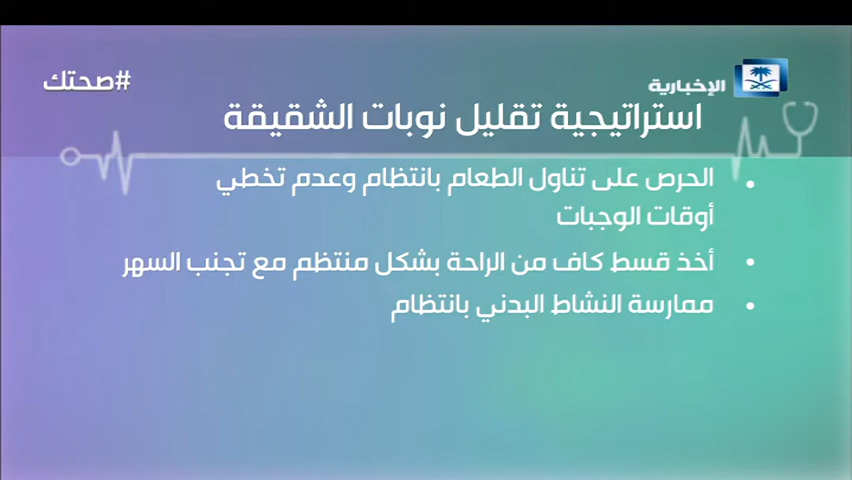 الإخبارية
#صحتك
استراتيجية تقليل نوبات الشقيقة
• الحرص على تناول الطعام بانتظام وعدم تخطي
أوقات الوجبات
• أخذ قسط كاف من الراحة بشكل منتظم مع تجنب السهر
• ممارسة النشاط البدني بانتظام